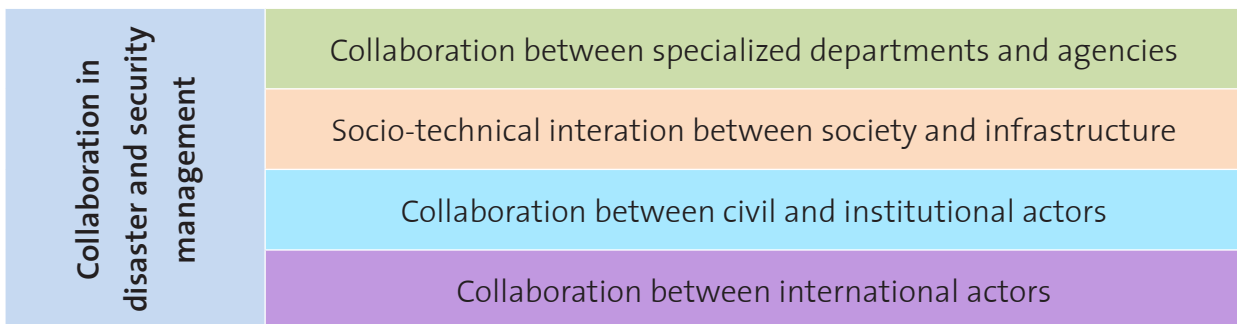 Collaboration in
disaster and security
management
Collaboration between specialized departments and agencies
Socio-technical interation between society and infrastructure
Collaboration between civil and institutional actors
Collaboration between international actors